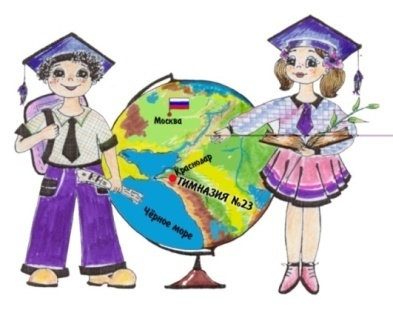 Москва
Краснодар
ГИМНАЗИЯ №23
Чёрное море